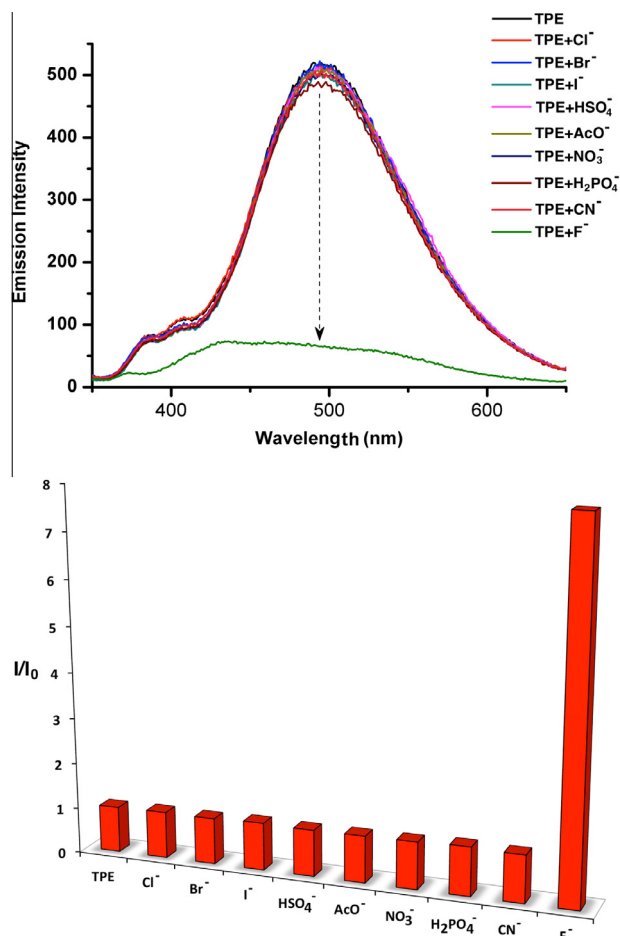 TPE
TPE+Cl⁻
TPE+Br⁻
TPE+I⁻
TPE+HSO₄⁻
TPE+AcO⁻
TPE+NO₃⁻
TPE+H₂PO₄⁻
TPE+CN⁻
TPE+F⁻
500
400
300
200
100
0
Emission Intensity
400 500 600
Wavelength (nm)
8
7
6
5
4
3
2
1
0
I/I₀
TPE Cl⁻ Br⁻ I⁻ HSO₄⁻ AcO⁻ NO₃⁻ H₂PO₄⁻ CN⁻ F⁻